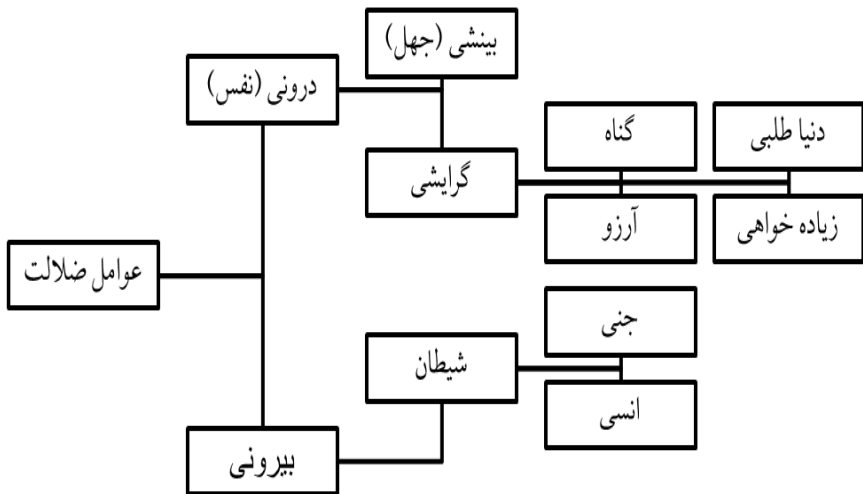 بینشی (جهل)
درونی (نفس)
گناه
دنیا طلبی
گرایشی
آرزو
زیاده خواهی
عوامل ضلالت
جنی
شیطان
انسی
بیرونی